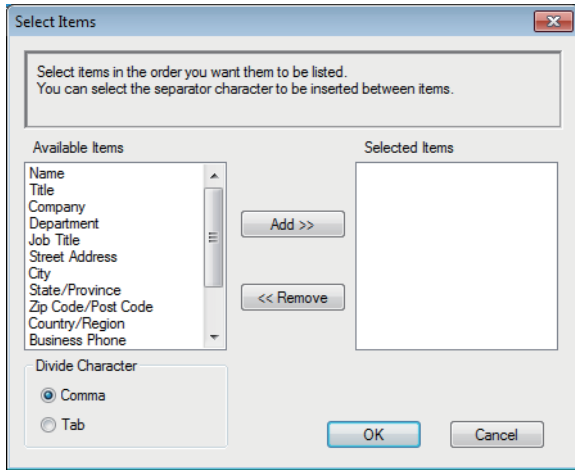 Select Items
Select items in the order you want them to be listed.
You can select the separator character to be inserted between items.
Available Items
Selected Items
Name
Title
Company
Department
Job Title
Street Address
City
State/Province
Zip Code/Post Code
Country/Region
Business Phone
Add >>
<< Remove
Divide Character
Comma
Tab
OK
Cancel